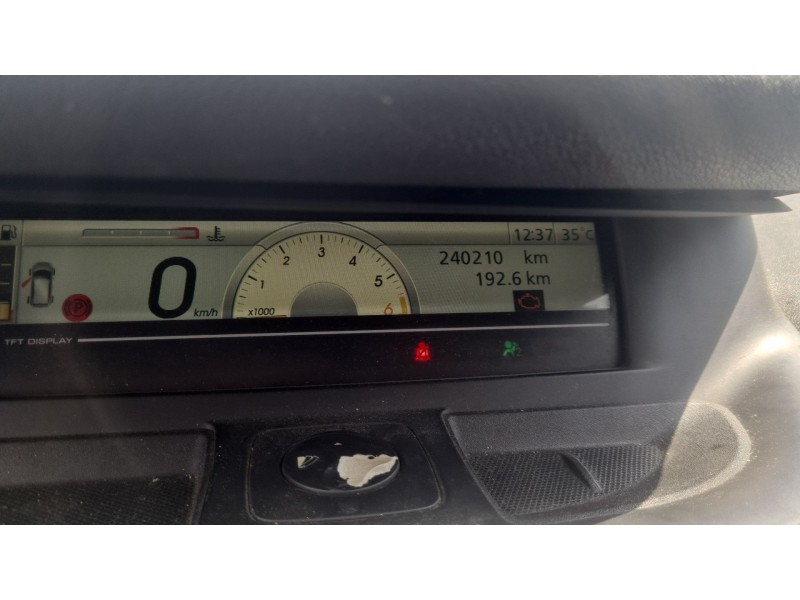 12:37 35°C
240210 km
192.6 km
0 km/h
1 2 3 4 5 6
x1000
P
TFT DISPLAY
2